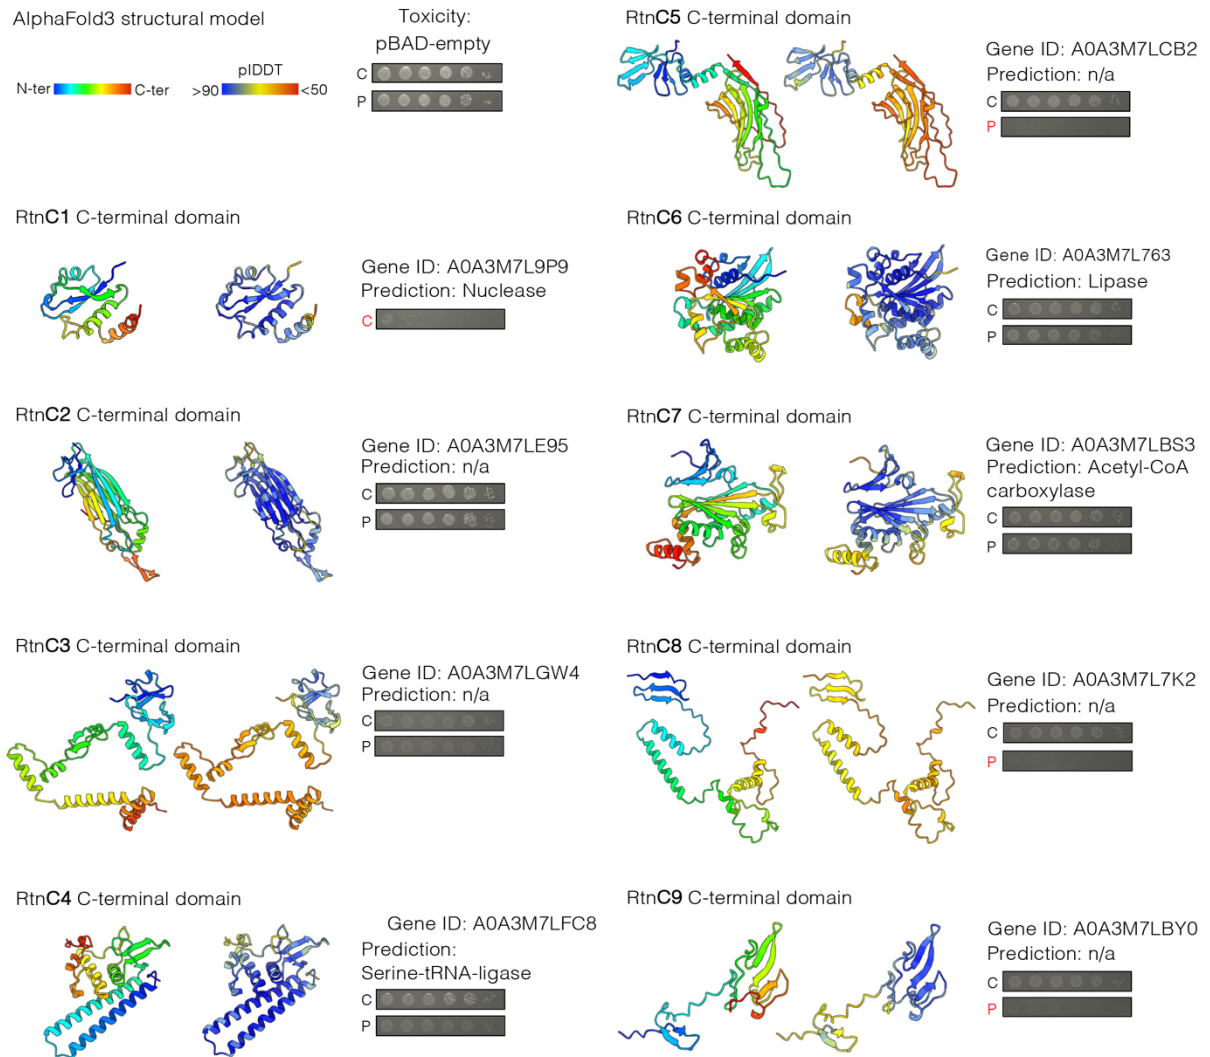 AlphaFold3 structural model
N-ter
C-ter
pIDDT
>90
<50
Toxicity:
pBAD-empty
C
P
RtnC1 C-terminal domain
Gene ID: A0A3M7L9P9
Prediction: Nuclease
C
RtnC2 C-terminal domain
Gene ID: A0A3M7LE95
Prediction: n/a
C
P
RtnC3 C-terminal domain
Gene ID: A0A3M7LGW4
Prediction: n/a
C
P
RtnC4 C-terminal domain
Gene ID: A0A3M7LFC8
Prediction:
Serine-tRNA-ligase
C
P
RtnC5 C-terminal domain
Gene ID: A0A3M7LCB2
Prediction: n/a
C
P
RtnC6 C-terminal domain
Gene ID: A0A3M7L763
Prediction: Lipase
C
P
RtnC7 C-terminal domain
Gene ID: A0A3M7LBS3
Prediction: Acetyl-CoA
carboxylase
C
P
RtnC8 C-terminal domain
Gene ID: A0A3M7L7K2
Prediction: n/a
C
P
RtnC9 C-terminal domain
Gene ID: A0A3M7LBY0
Prediction: n/a
C
P